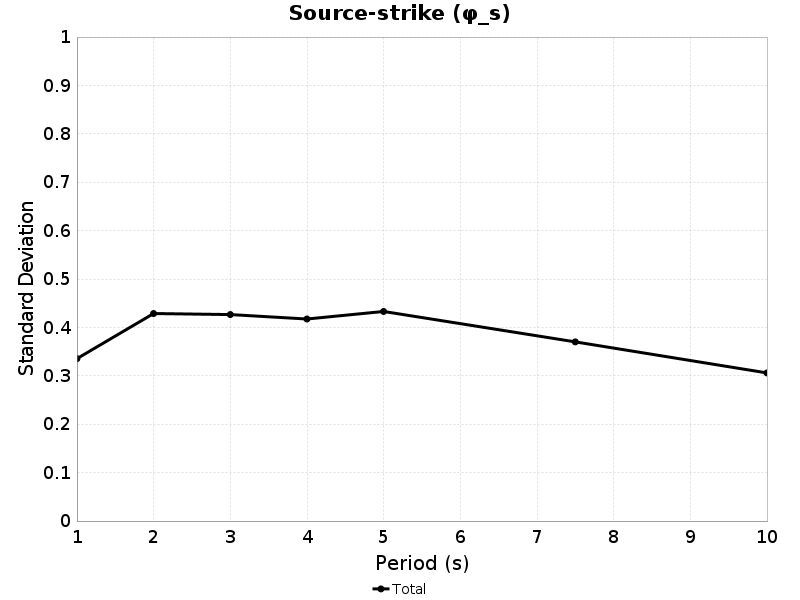 Source-strike (φ_s)
1
0.9
0.8
0.7
0.6
0.5
0.4
0.3
0.2
0.1
0
Standard Deviation
1 2 3 4 5 6 7 8 9 10
Period (s)
Total